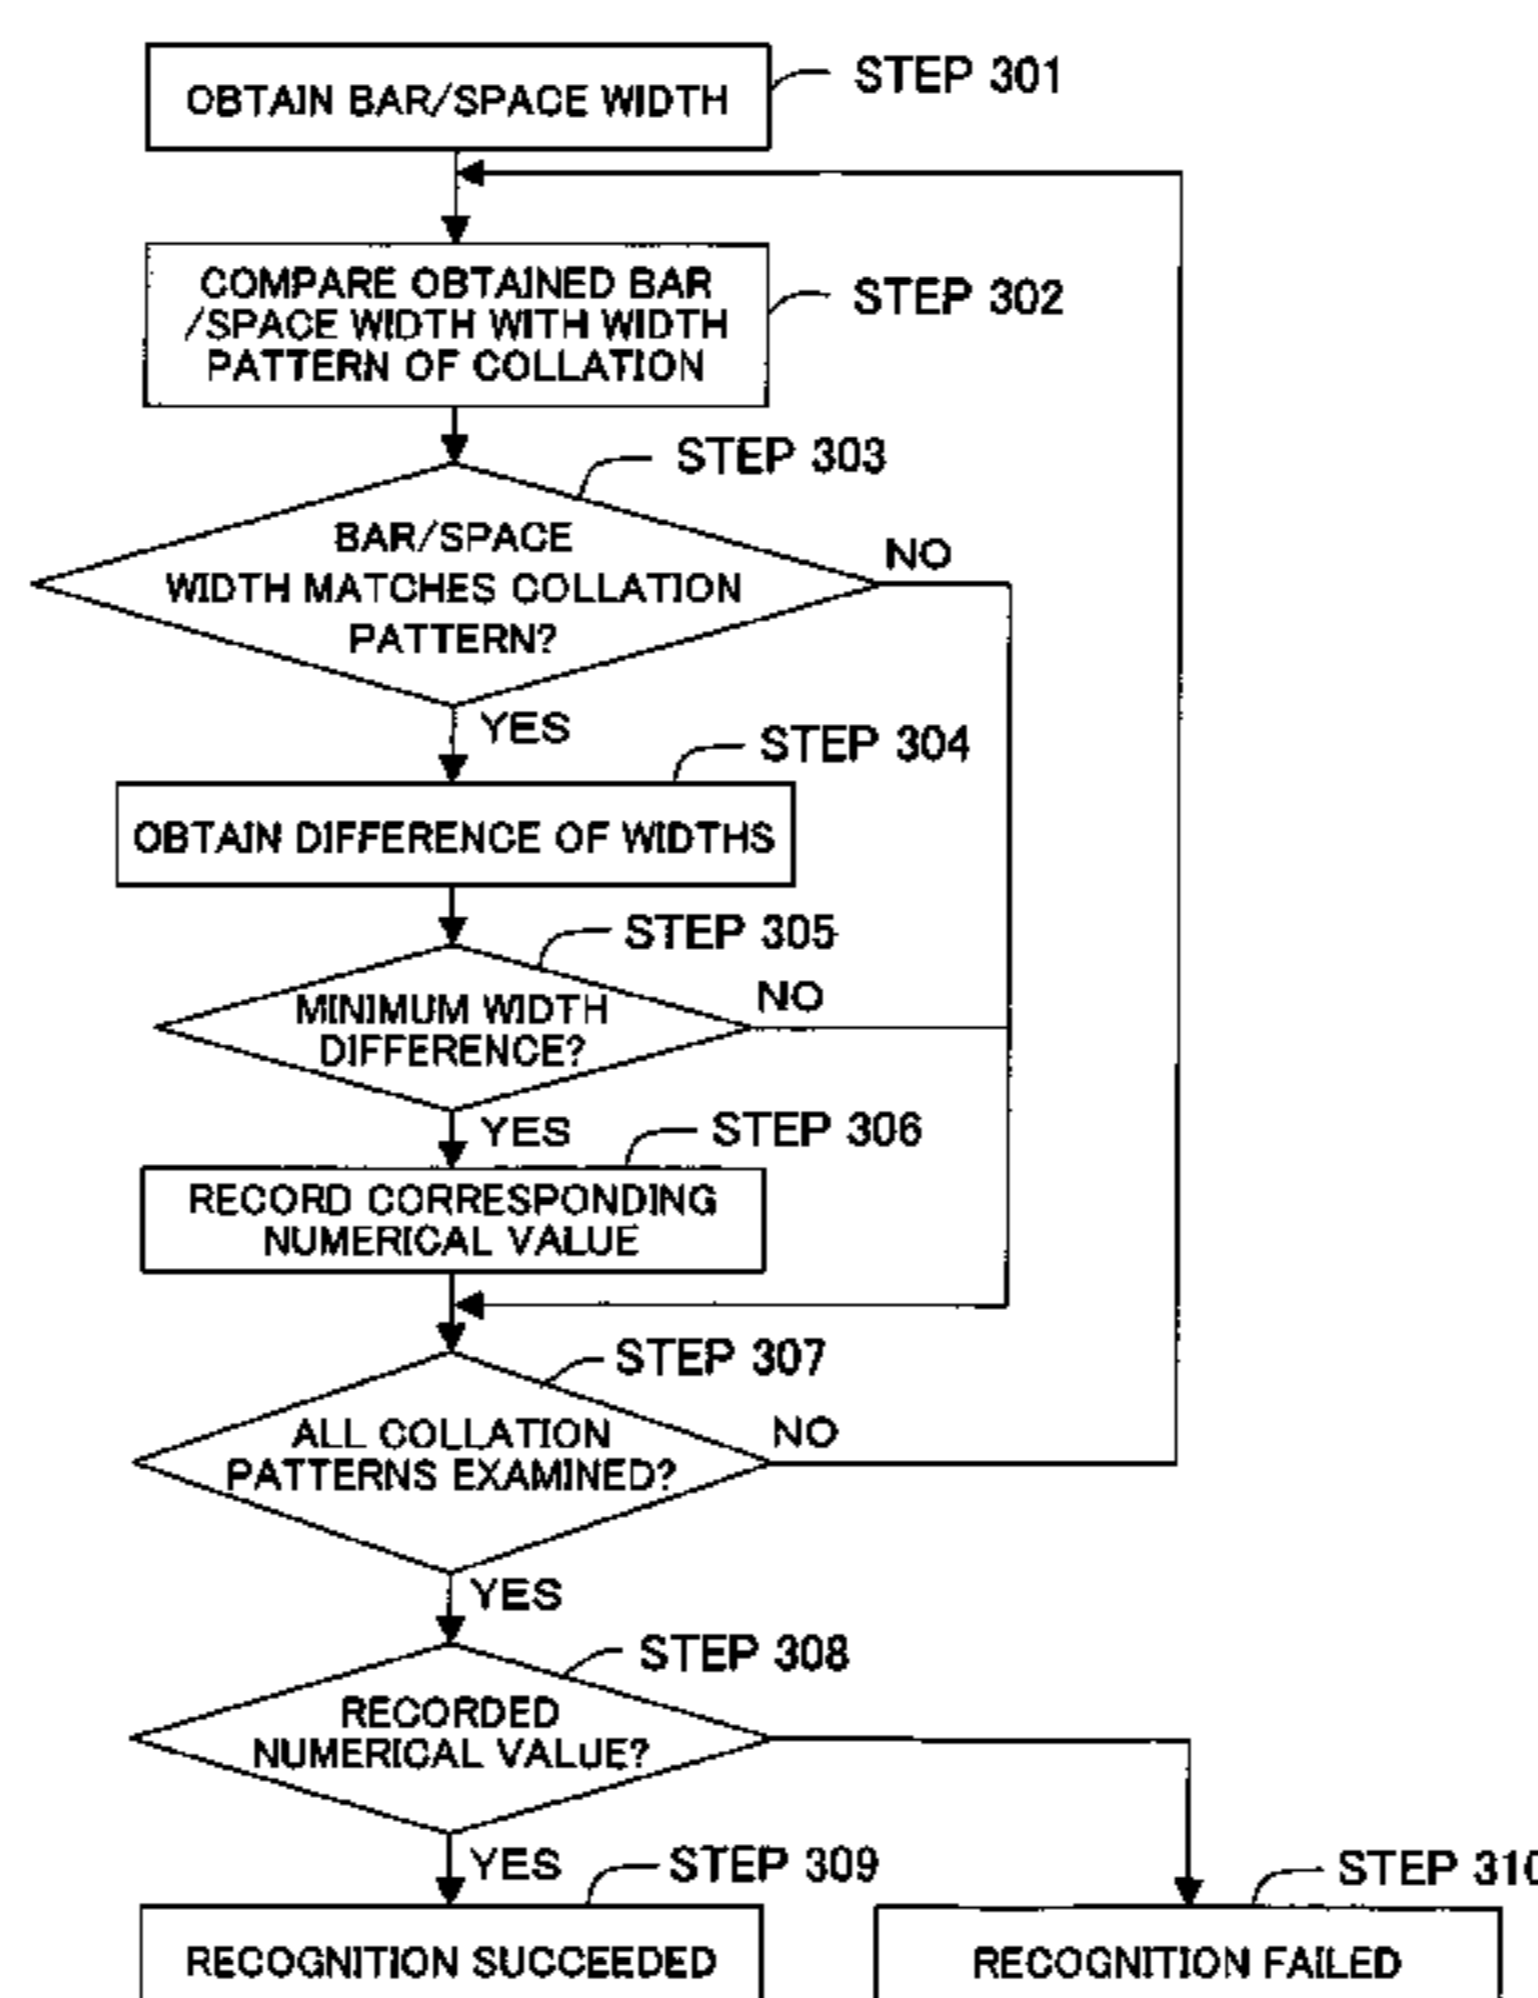 OBTAIN BAR/SPACE WIDTH
STEP 301
COMPARE OBTAINED BAR
/SPACE WIDTH WITH WIDTH
PATTERN OF COLLATION
STEP 302
STEP 303
BAR/SPACE
WIDTH MATCHES COLLATION
PATTERN?
NO
YES
STEP 304
OBTAIN DIFFERENCE OF WIDTHS
STEP 305
MINIMUM WIDTH
DIFFERENCE?
NO
YES
STEP 306
RECORD CORRESPONDING
NUMERICAL VALUE
STEP 307
ALL COLLATION
PATTERNS EXAMINED?
NO
YES
STEP 308
RECORDED
NUMERICAL VALUE?
YES
STEP 309
RECOGNITION SUCCEEDED
STEP 310
RECOGNITION FAILED